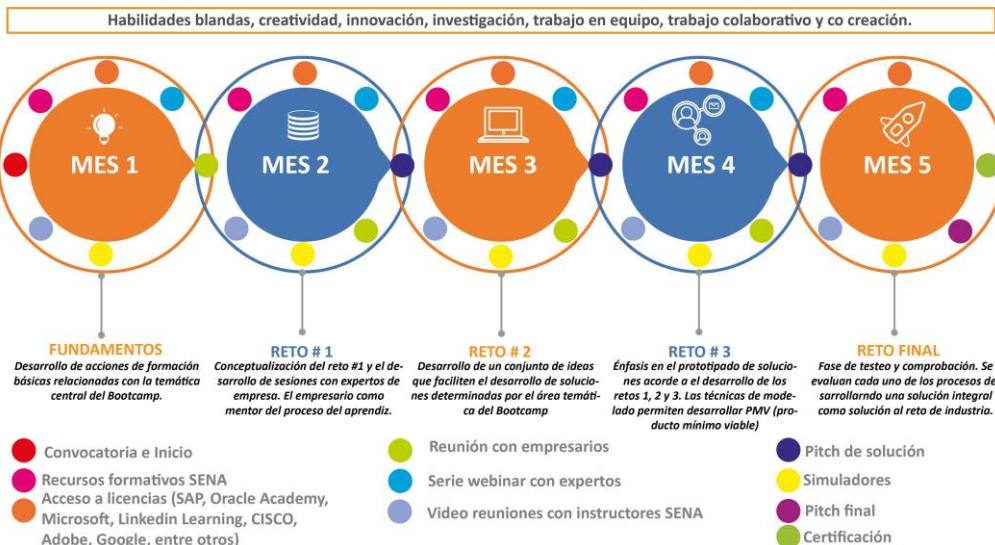 Habilidades blandas, creatividad, innovación, investigación, trabajo en equipo, trabajo colaborativo y co creación.
MES 1
MES 2
MES 3
MES 4
MES 5
FUNDAMENTOS
Desarrollo de acciones de formación
básicas relacionadas con la temática
central del Bootcamp.
RETO # 1
Conceptualización del reto #1 y el de-
sarrollo de sesiones con expertos de
empresa. El empresario como
mentor del proceso del aprendiz.
RETO # 2
Desarrollo de un conjunto de ideas
que faciliten el desarrollo de solucio-
nes determinadas por el área temáti-
ca del Bootcamp
RETO # 3
Énfasis en el prototipado de solucio-
nes acorde a el desarrollo de los
retos 1, 2 y 3. Las técnicas de mode-
lado permiten desarrollar PMV (pro-
ducto mínimo viable)
RETO FINAL
Fase de testeo y comprobación. Se
evaluan cada uno de los procesos de-
sarrollando una solución integral
como solución al reto de industria.
Convocatoria e Inicio
Recursos formativos SENA
Acceso a licencias (SAP, Oracle Academy,
Microsoft, Linkedin Learning, CISCO,
Adobe, Google, entre otros)
Reunión con empresarios
Serie webinar con expertos
Video reuniones con instructores SENA
Pitch de solución
Simuladores
Pitch final
Certificación